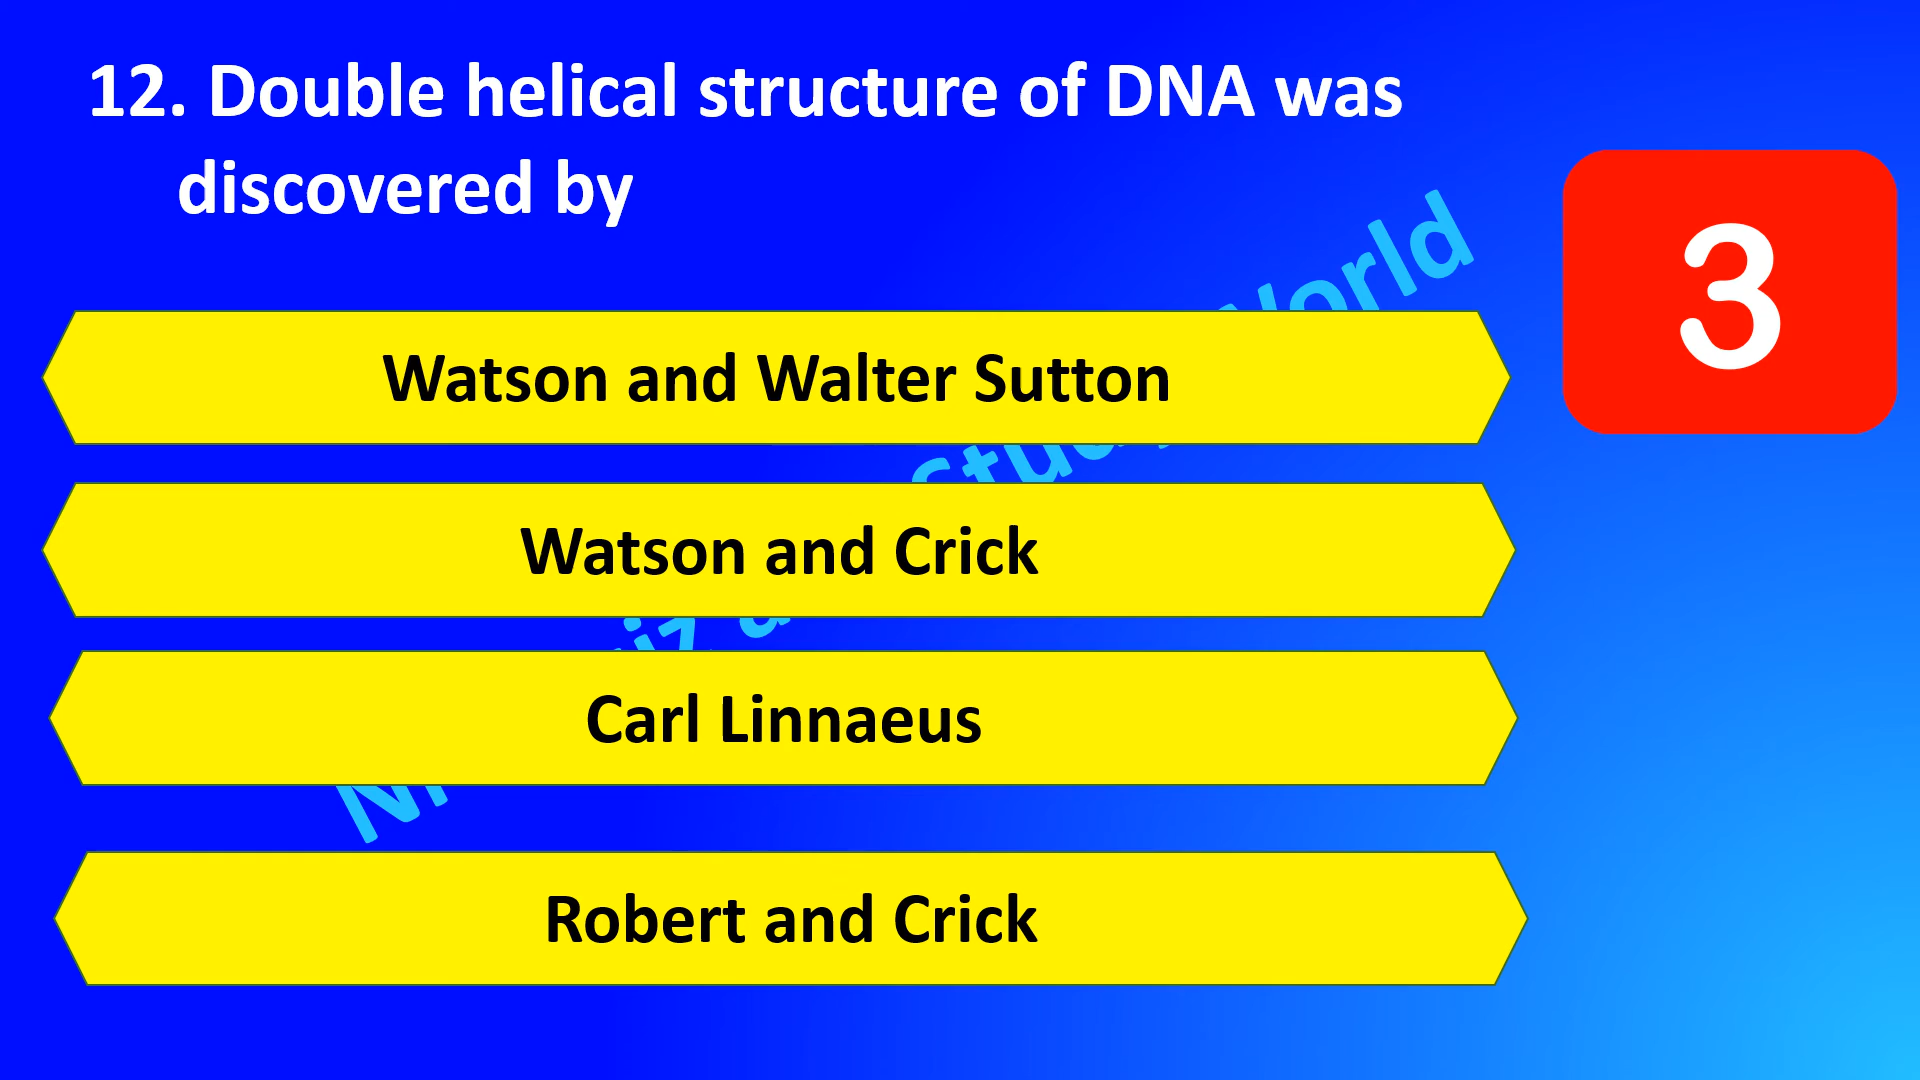 12. Double helical structure of DNA was
discovered by
3
Watson and Walter Sutton
Watson and Crick
Carl Linnaeus
Robert and Crick